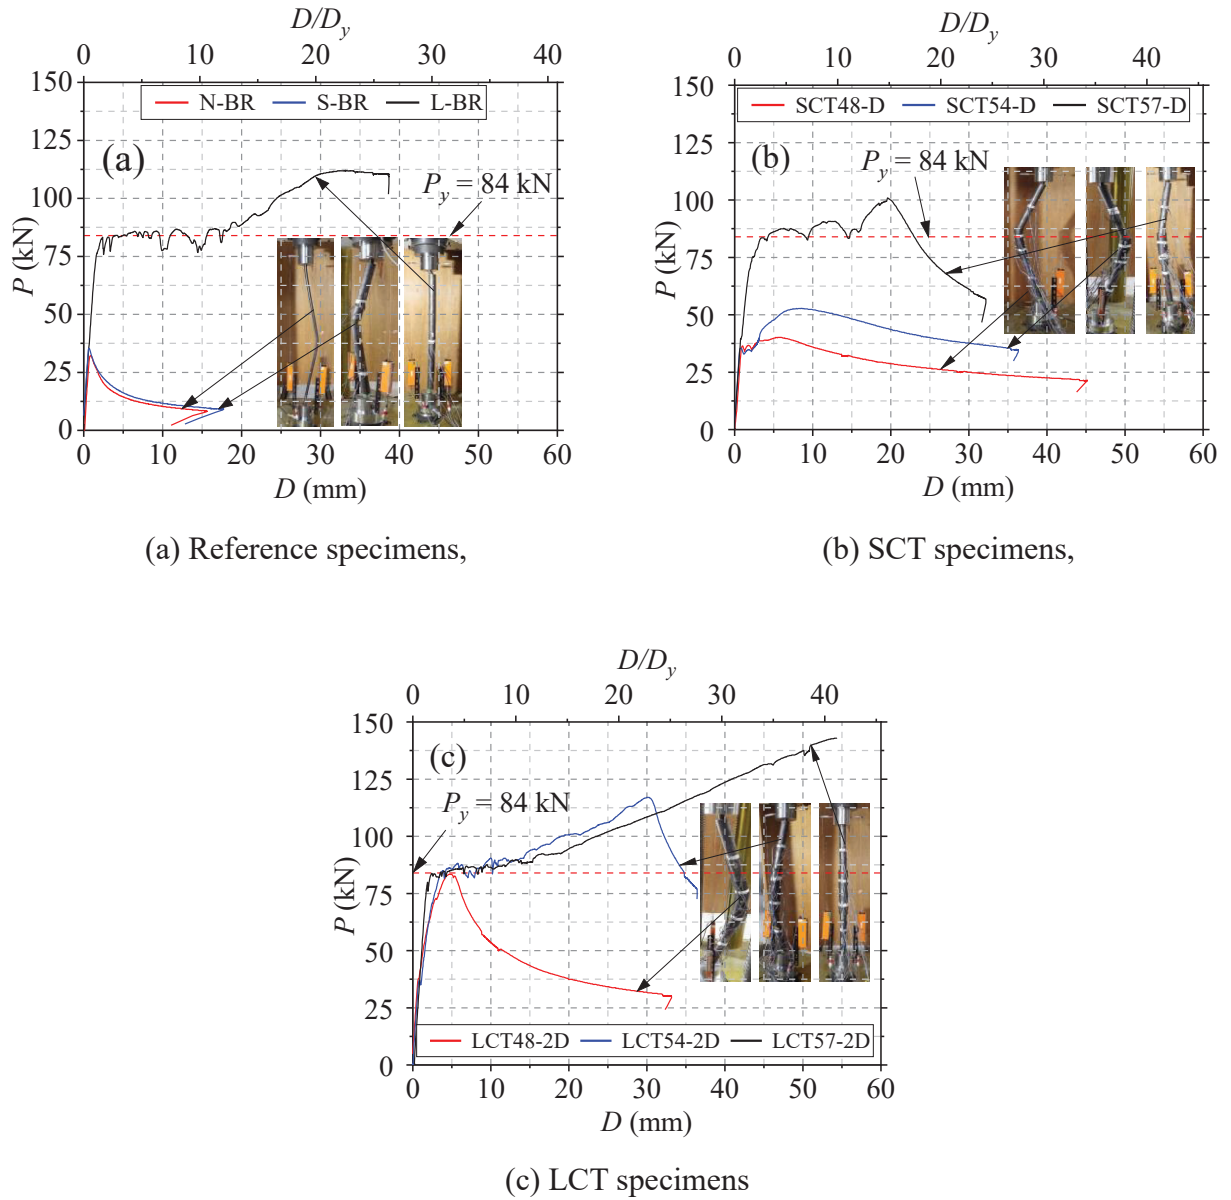 D/Dy
0 10 20 30 40
150
125
100
75
50
25
0
P (kN)
N-BR S-BR L-BR
(a)
Py = 84 kN
0 10 20 30 40 50 60
D (mm)
(a) Reference specimens,
D/Dy
0 10 20 30 40
150
125
100
75
50
25
0
P (kN)
SCT48-D SCT54-D SCT57-D
(b)
Py = 84 kN
0 10 20 30 40 50 60
D (mm)
(b) SCT specimens,
D/Dy
0 10 20 30 40
150
125
100
75
50
25
0
P (kN)
(c)
Py = 84 kN
LCT48-2D LCT54-2D LCT57-2D
0 10 20 30 40 50 60
D (mm)
(c) LCT specimens